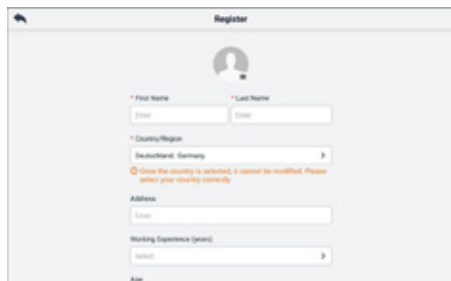 Register
* First Name * Last Name
Enter Enter
* Country/Region
Deutschland Germany
Once the country is selected, it cannot be modified. Please
select your country correctly.
Address
Enter
Working Experience (years)
Select
Age